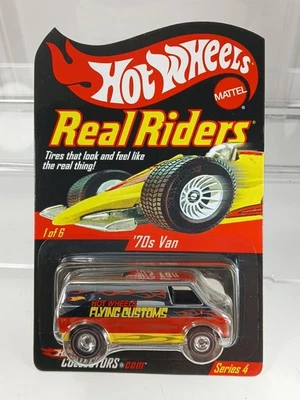 Hot Wheels
MATTEL
Real Riders
Tires that look and feel like
the real thing!
1 of 6
'70s Van
HOT WHEELS
FLYING CUSTOMS
COLLECTORS.com
Series 4